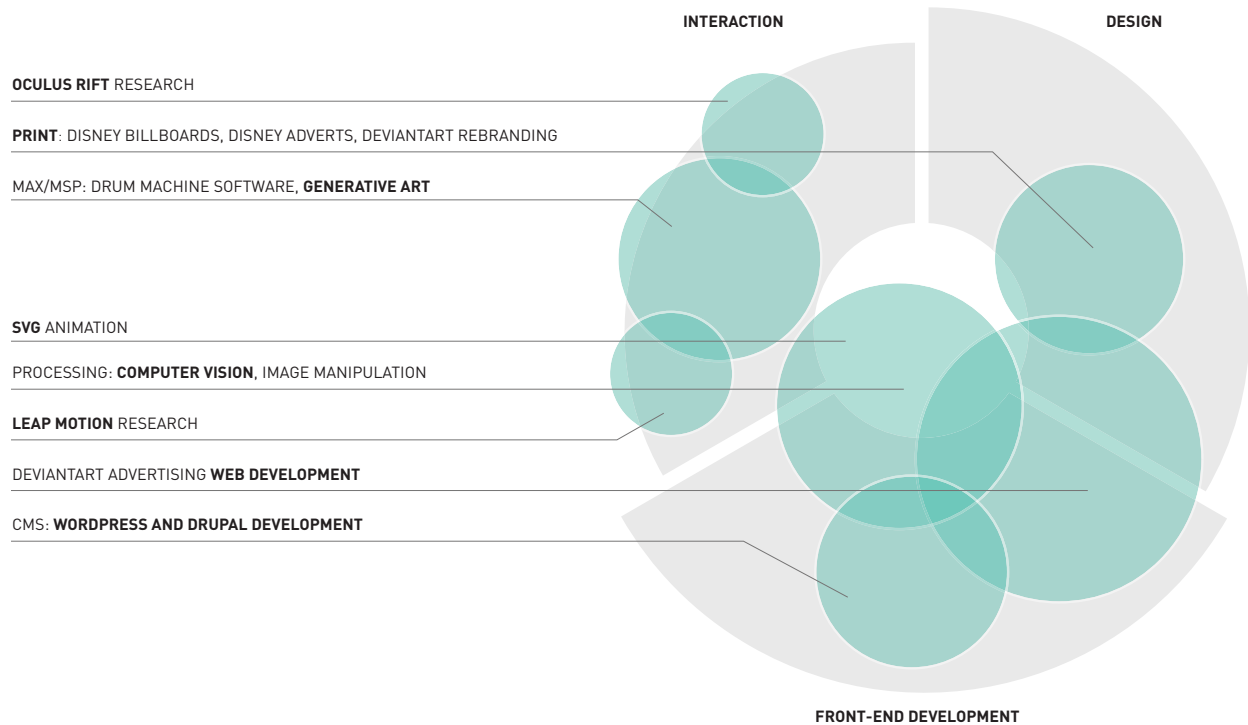 INTERACTION
DESIGN
OCULUS RIFT RESEARCH
PRINT: DISNEY BILLBOARDS, DISNEY ADVERTS, DEVIANTART REBRANDING
MAX/MSP: DRUM MACHINE SOFTWARE, GENERATIVE ART
SVG ANIMATION
PROCESSING: COMPUTER VISION, IMAGE MANIPULATION
LEAP MOTION RESEARCH
DEVIANTART ADVERTISING WEB DEVELOPMENT
CMS: WORDPRESS AND DRUPAL DEVELOPMENT
FRONT-END DEVELOPMENT